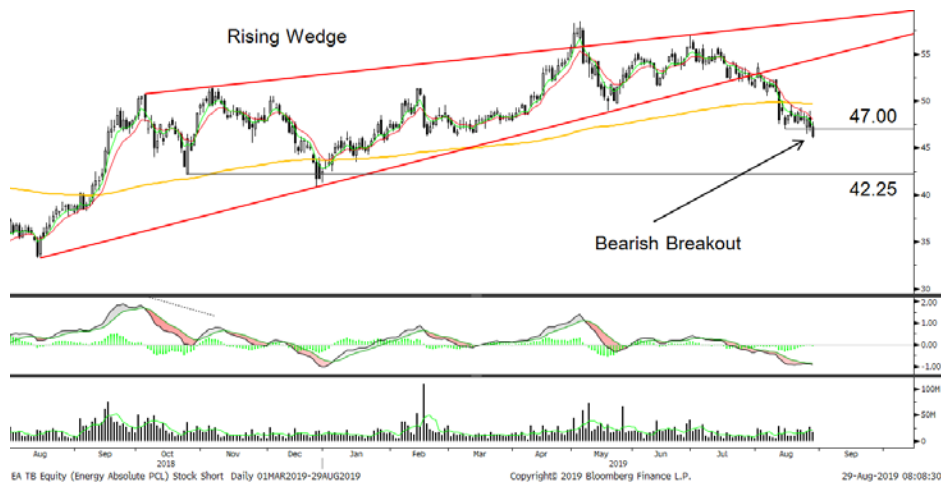 Rising Wedge
55
50
47.00
45
42.25
40
Bearish Breakout
35
30
2.00
1.00
0.00
-1.00
100M
50M
0
Aug Sep Oct Nov Dec Jan Feb Mar Apr May Jun Jul Aug Sep
2018 2019
EA TB Equity (Energy Absolute PCL) Stock Short Daily 01MAR2019-29AUG2019 Copyright© 2019 Bloomberg Finance L.P. 29-Aug-2019 08:08:30